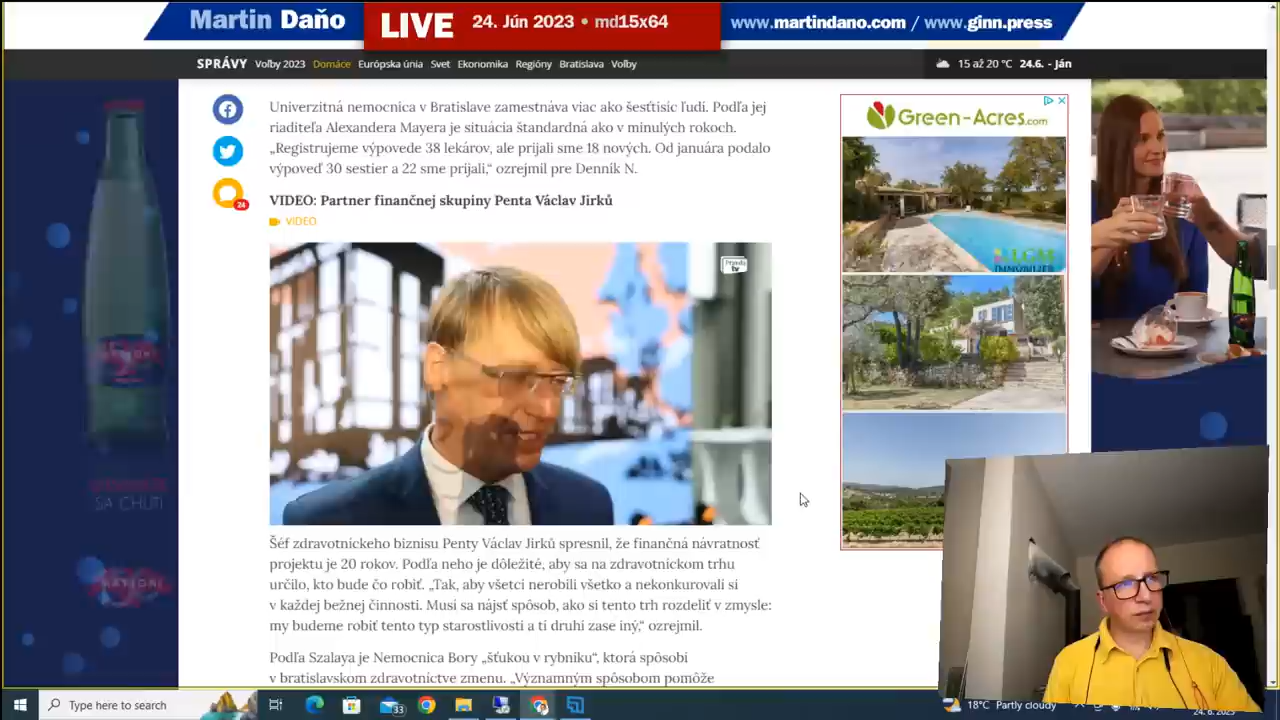 Martin Daňo
LIVE
24. Jún 2023 • md15x64
www.martindano.com / www.ginn.press
SPRÁVY Voľby 2023 Domáce Európska únia Svet Ekonomika Regióny Bratislava Voľby
15 až 20 °C 24.6. - Ján
Univerzitná nemocnica v Bratislave zamestnáva viac ako šesťtisíc ľudí. Podľa jej
riaditeľa Alexandera Mayera je situácia štandardná ako v minulých rokoch.
„Registrujeme výpovede 38 lekárov, ale prijali sme 18 nových. Od januára podalo
výpoveď 30 sestier a 22 sme prijali,“ ozrejmil pre Denník N.
24
VIDEO: Partner finančnej skupiny Penta Václav Jirků
VIDEO
Pravda
tv
Green-Acres.com
LGM
IMMOBILIER
SA CHUTÍ
Šéf zdravotníckeho biznisu Penty Václav Jirků spresnil, že finančná návratnosť
projektu je 20 rokov. Podľa neho je dôležité, aby sa na zdravotníckom trhu
určilo, kto bude čo robiť. „Tak, aby všetci nerobili všetko a nekonkurovali si
v každej bežnej činnosti. Musí sa nájsť spôsob, ako si tento trh rozdeliť v zmysle:
my budeme robiť tento typ starostlivosti a tí druhí zase iný,“ ozrejmil.
Podľa Szalaya je Nemocnica Bory „šťukou v rybníku“, ktorá spôsobí
v bratislavskom zdravotníctve zmenu. „Významným spôsobom pomôže
Type here to search
33
18°C Partly cloudy